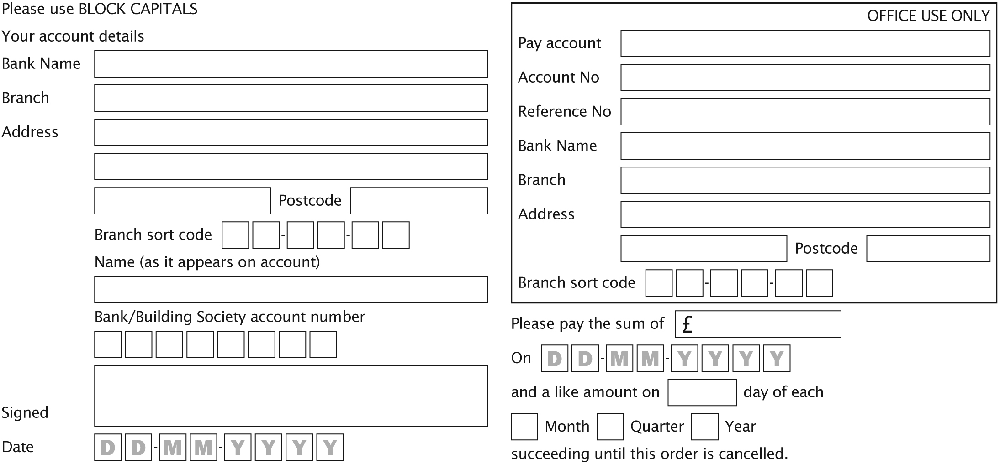 Please use BLOCK CAPITALS
Your account details
Bank Name
Branch
Address
Postcode
Branch sort code - -
Name (as it appears on account)
Bank/Building Society account number
Signed
Date D D - M M - Y Y Y Y
OFFICE USE ONLY
Pay account
Account No
Reference No
Bank Name
Branch
Address
Postcode
Branch sort code - -
Please pay the sum of £
On D D - M M - Y Y Y Y
and a like amount on day of each
Month Quarter Year
succeeding until this order is cancelled.